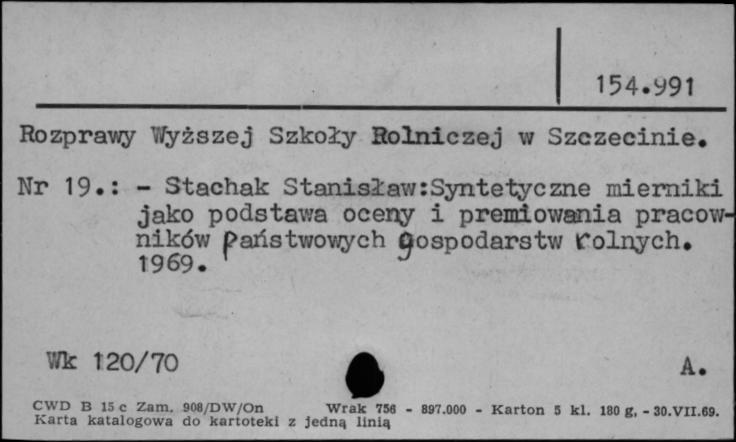 154.991
Rozprawy Wyższej Szkoły Rolniczej w Szczecinie.
Nr 19.: - Stachak Stanisław:Syntetyczne mierniki
jako podstawa oceny i premiowania pracow-
ników państwowych gospodarstw rolnych.
1969.
Wk 120/70
A.
CWD B 15 c Zam. 908/DW/On Wrak 756 - 897.000 - Karton 5 kl. 180 g, - 30.VII.69.
Karta katalogowa do kartoteki z jedną linią